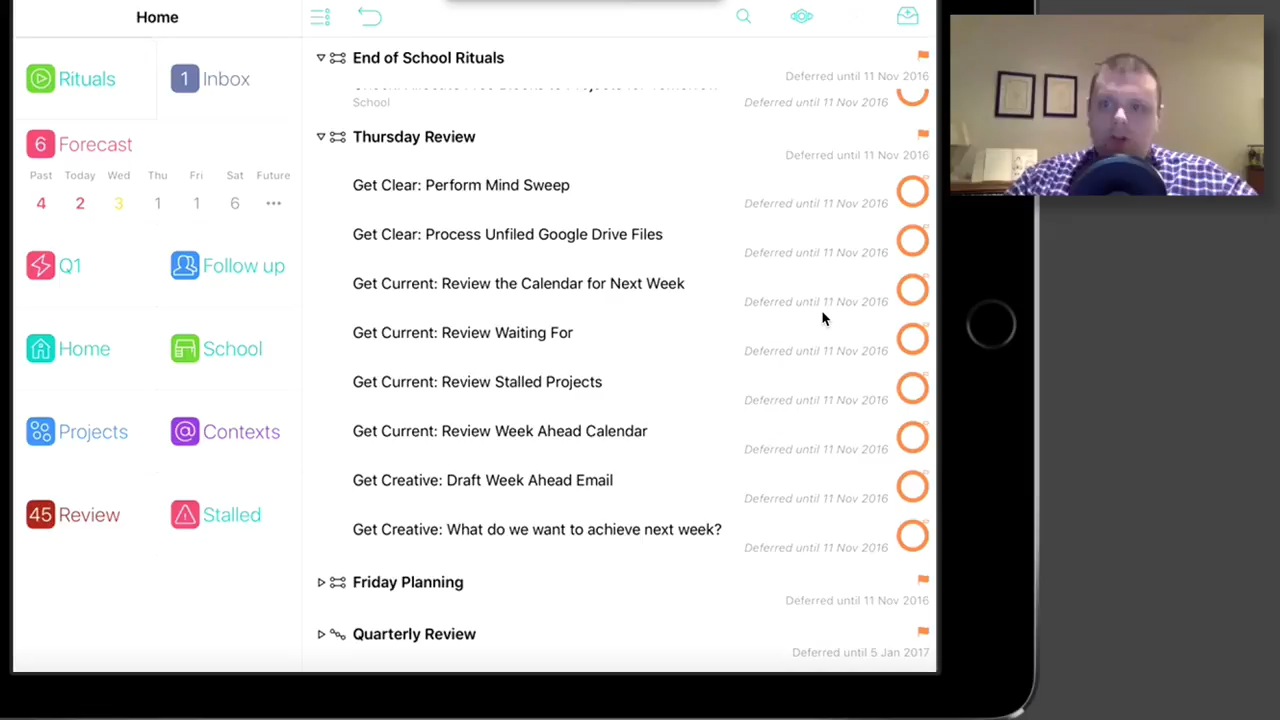 Home
Rituals
1 Inbox
6 Forecast
Past Today Wed Thu Fri Sat Future
4 2 3 1 1 6 •••
Q1
Follow up
Home
School
Projects
@ Contexts
45 Review
Stalled
End of School Rituals
Deferred until 11 Nov 2016
School
Deferred until 11 Nov 2016
Thursday Review
Deferred until 11 Nov 2016
Get Clear: Perform Mind Sweep
Deferred until 11 Nov 2016
Get Clear: Process Unfiled Google Drive Files
Deferred until 11 Nov 2016
Get Current: Review the Calendar for Next Week
Deferred until 11 Nov 2016
Get Current: Review Waiting For
Deferred until 11 Nov 2016
Get Current: Review Stalled Projects
Deferred until 11 Nov 2016
Get Current: Review Week Ahead Calendar
Deferred until 11 Nov 2016
Get Creative: Draft Week Ahead Email
Deferred until 11 Nov 2016
Get Creative: What do we want to achieve next week?
Deferred until 11 Nov 2016
Friday Planning
Deferred until 11 Nov 2016
Quarterly Review
Deferred until 5 Jan 2017